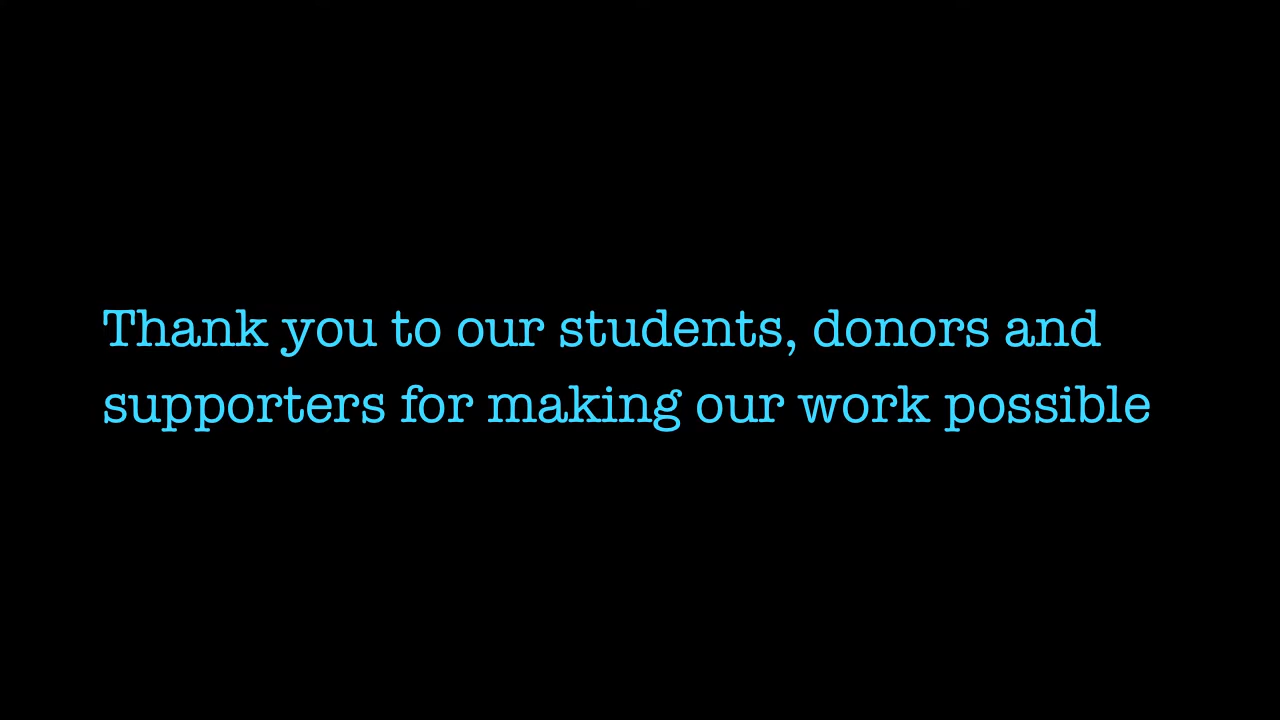 Thank you to our students, donors and
supporters for making our work possible